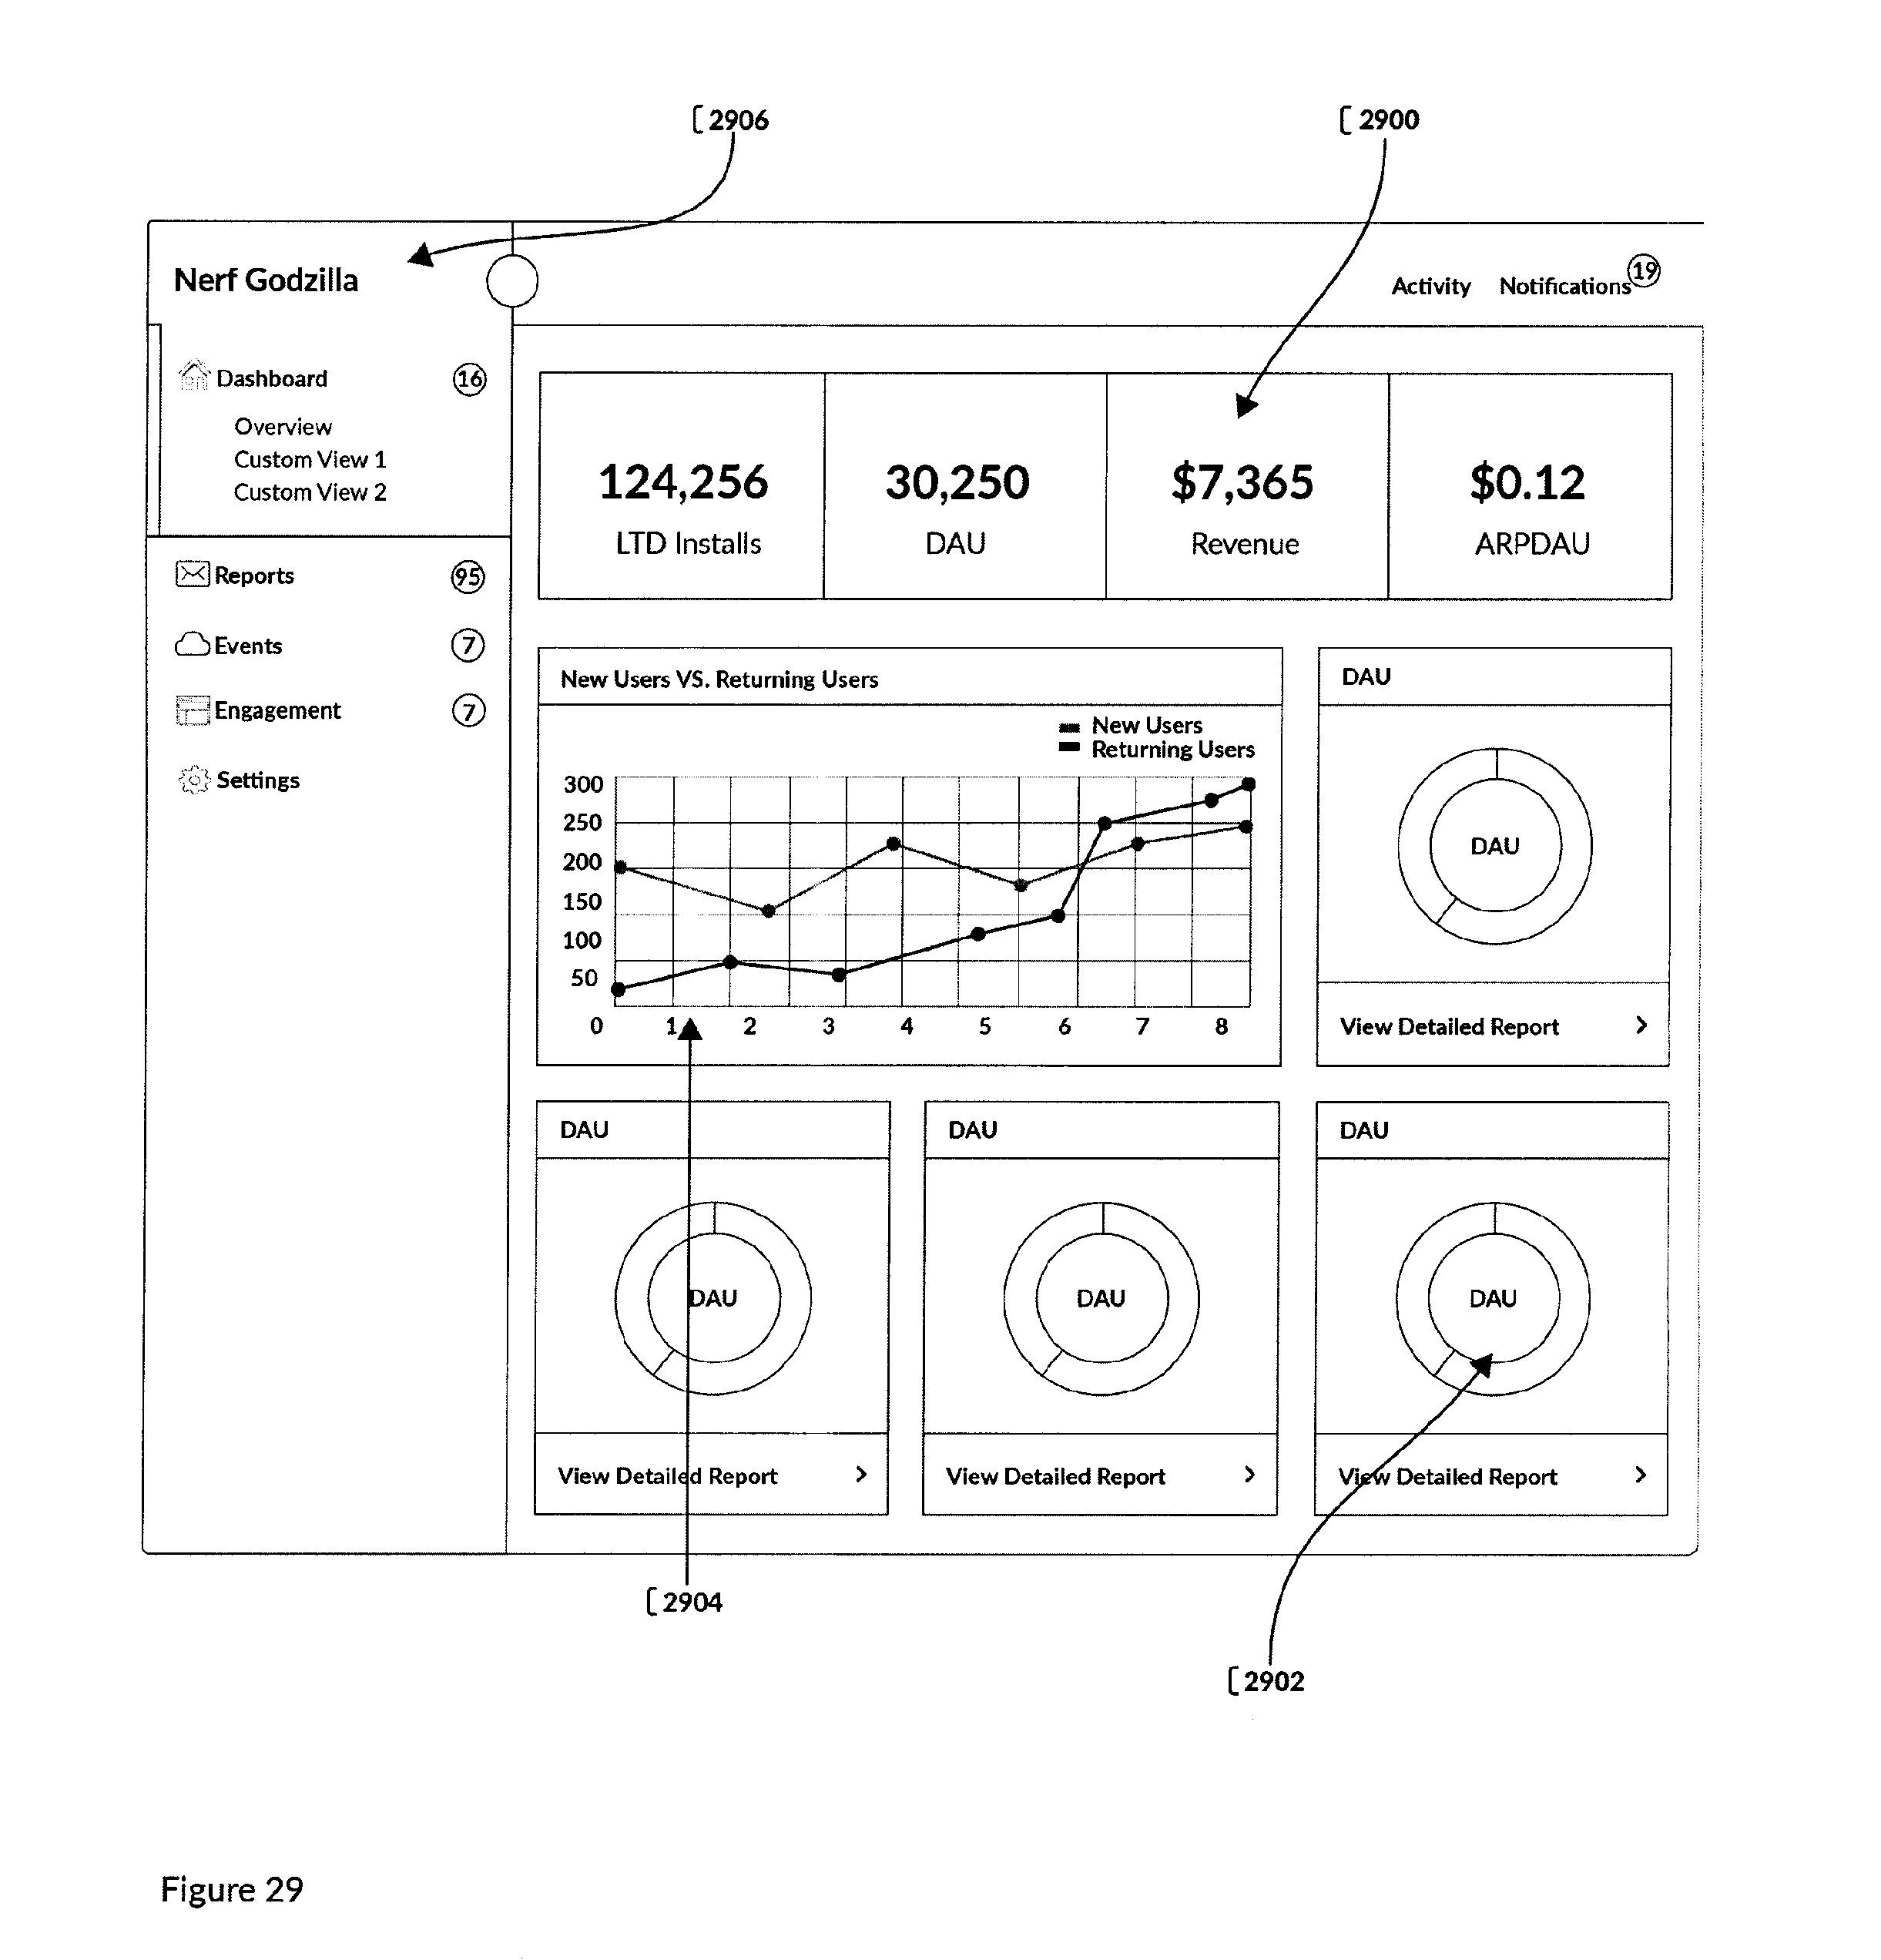 [2906
[2900
Nerf Godzilla
Activity Notifications 19
Dashboard 16
Overview
Custom View 1
Custom View 2
Reports 95
Events 7
Engagement 7
Settings
124,256
LTD Installs
30,250
DAU
$7,365
Revenue
$0.12
ARPDAU
New Users VS. Returning Users
New Users
Returning Users
300
250
200
150
100
50
0 1 2 3 4 5 6 7 8
DAU
DAU
View Detailed Report >
DAU
DAU
View Detailed Report >
DAU
DAU
View Detailed Report >
DAU
DAU
View Detailed Report >
[2904
[2902
Figure 29